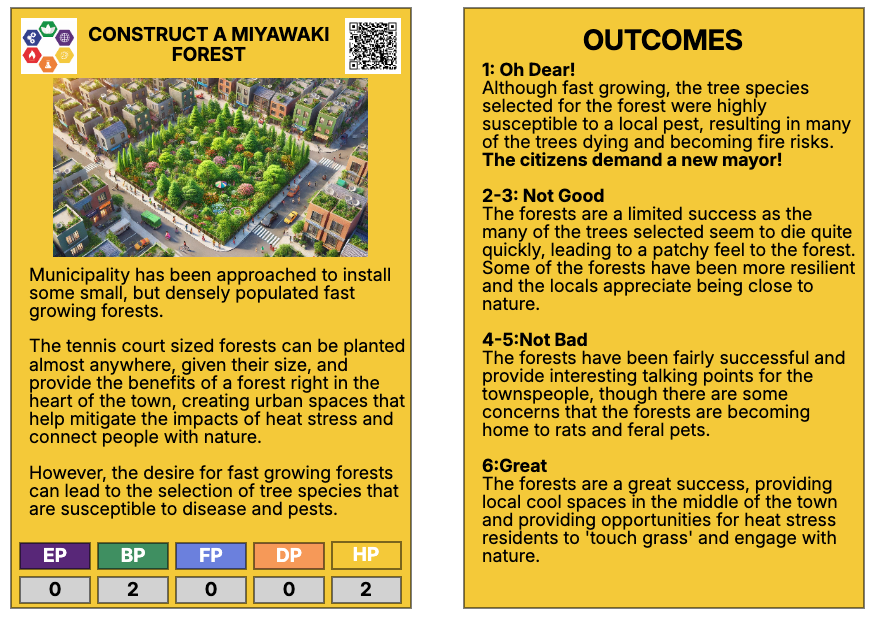 CONSTRUCT A MIYAWAKI
FOREST
Municipality has been approached to install
some small, but densely populated fast
growing forests.
The tennis court sized forests can be planted
almost anywhere, given their size, and
provide the benefits of a forest right in the
heart of the town, creating urban spaces that
help mitigate the impacts of heat stress and
connect people with nature.
However, the desire for fast growing forests
can lead to the selection of tree species that
are susceptible to disease and pests.
EP BP FP DP HP
0 2 0 0 2
OUTCOMES
1: Oh Dear!
Although fast growing, the tree species
selected for the forest were highly
susceptible to a local pest, resulting in many
of the trees dying and becoming fire risks.
The citizens demand a new mayor!
2-3: Not Good
The forests are a limited success as the
many of the trees selected seem to die quite
quickly, leading to a patchy feel to the forest.
Some of the forests have been more resilient
and the locals appreciate being close to
nature.
4-5:Not Bad
The forests have been fairly successful and
provide interesting talking points for the
townspeople, though there are some
concerns that the forests are becoming
home to rats and feral pets.
6:Great
The forests are a great success, providing
local cool spaces in the middle of the town
and providing opportunities for heat stress
residents to 'touch grass' and engage with
nature.